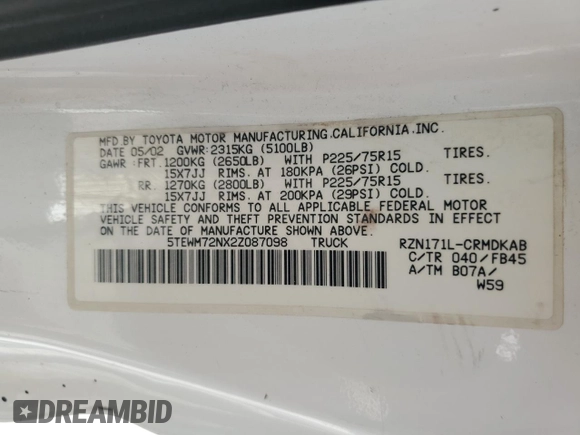 MFD.BY TOYOTA MOTOR MANUFACTURING.CALIFORNIA.INC.
DATE 05/02 GVWR:2315KG (5100LB)
GAWR:FRT.1200KG (2650LB) WITH P225/75R15 TIRES.
15X7JJ RIMS. AT 180KPA (26PSI) COLD.
RR. 1270KG (2800LB) WITH P225/75R15 TIRES.
15X7JJ RIMS. AT 200KPA (29PSI) COLD.
THIS VEHICLE CONFORMS TO ALL APPLICABLE FEDERAL MOTOR
VEHICLE SAFETY AND THEFT PREVENTION STANDARDS IN EFFECT
ON THE DATE OF MANUFACTURE SHOWN ABOVE.
5TEWM72NX2Z087098 TRUCK RZN171L-CRMDKAB
C/TR 040/FB45
A/TM B07A/
W59
DREAMBID